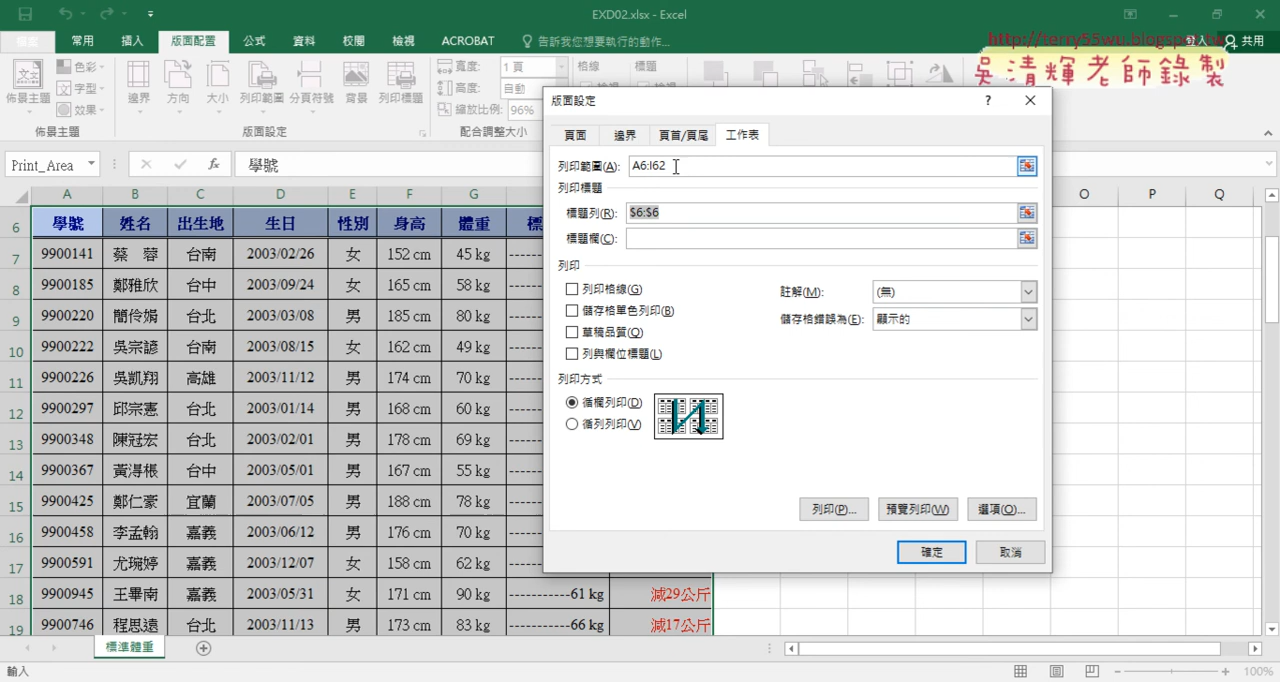 EXD02.xlsx - Excel
http://terry55wu.blogspot.tw
常用 插入 版面配置 公式 資料 校閱 檢視 ACROBAT 告訴我您想要執行的動作... 登入 共用
吳清輝老師錄製
佈景主題 色彩 字型 效果 邊界 方向 大小 列印範圍 分頁符號 背景 列印標題 寬度: 1 頁 高度: 自動 縮放比例: 96% 格線 標題
佈景主題 版面設定 配合調整大小
Print_Area fx 學號
A B C D E F G O P Q
6 學號 姓名 出生地 生日 性別 身高 體重 標
7 9900141 蔡 蓉 台南 2003/02/26 女 152 cm 45 kg ------
8 9900185 鄭雅欣 台中 2003/09/24 女 165 cm 58 kg ------
9 9900220 簡伶娟 台北 2003/03/08 男 185 cm 80 kg ------
10 9900222 吳宗諺 台南 2003/08/15 女 162 cm 49 kg ------
11 9900226 吳凱翔 高雄 2003/11/12 男 174 cm 70 kg ------
12 9900297 邱宗憲 台北 2003/01/14 男 168 cm 60 kg ------
13 9900348 陳冠宏 台北 2003/02/01 男 178 cm 69 kg ------
14 9900367 黃淂根 台中 2003/05/01 男 167 cm 55 kg ------
15 9900425 鄭仁豪 宜蘭 2003/07/05 男 188 cm 78 kg ------
16 9900458 李孟翰 嘉義 2003/06/12 男 176 cm 70 kg ------
17 9900591 尤琬婷 嘉義 2003/12/07 女 158 cm 62 kg ------
18 9900945 王畢南 嘉義 2003/05/31 女 171 cm 90 kg -----------61 kg 減29公斤
19 9900746 程思遠 台北 2003/11/13 男 173 cm 83 kg -----------66 kg 減17公斤
版面設定 ?
頁面 邊界 頁首/頁尾 工作表
列印範圍(A): A6:I62
列印標題
標題列(R): $6:$6
標題欄(C):
列印
列印格線(G) 註解(M): (無)
儲存格單色列印(B) 儲存格錯誤為(E): 顯示的
草稿品質(Q)
列與欄位標題(L)
列印方式
循欄列印(D)
循列列印(V)
列印(P)... 預覽列印(W) 選項(O)...
確定 取消
標準體重
輸入 100%